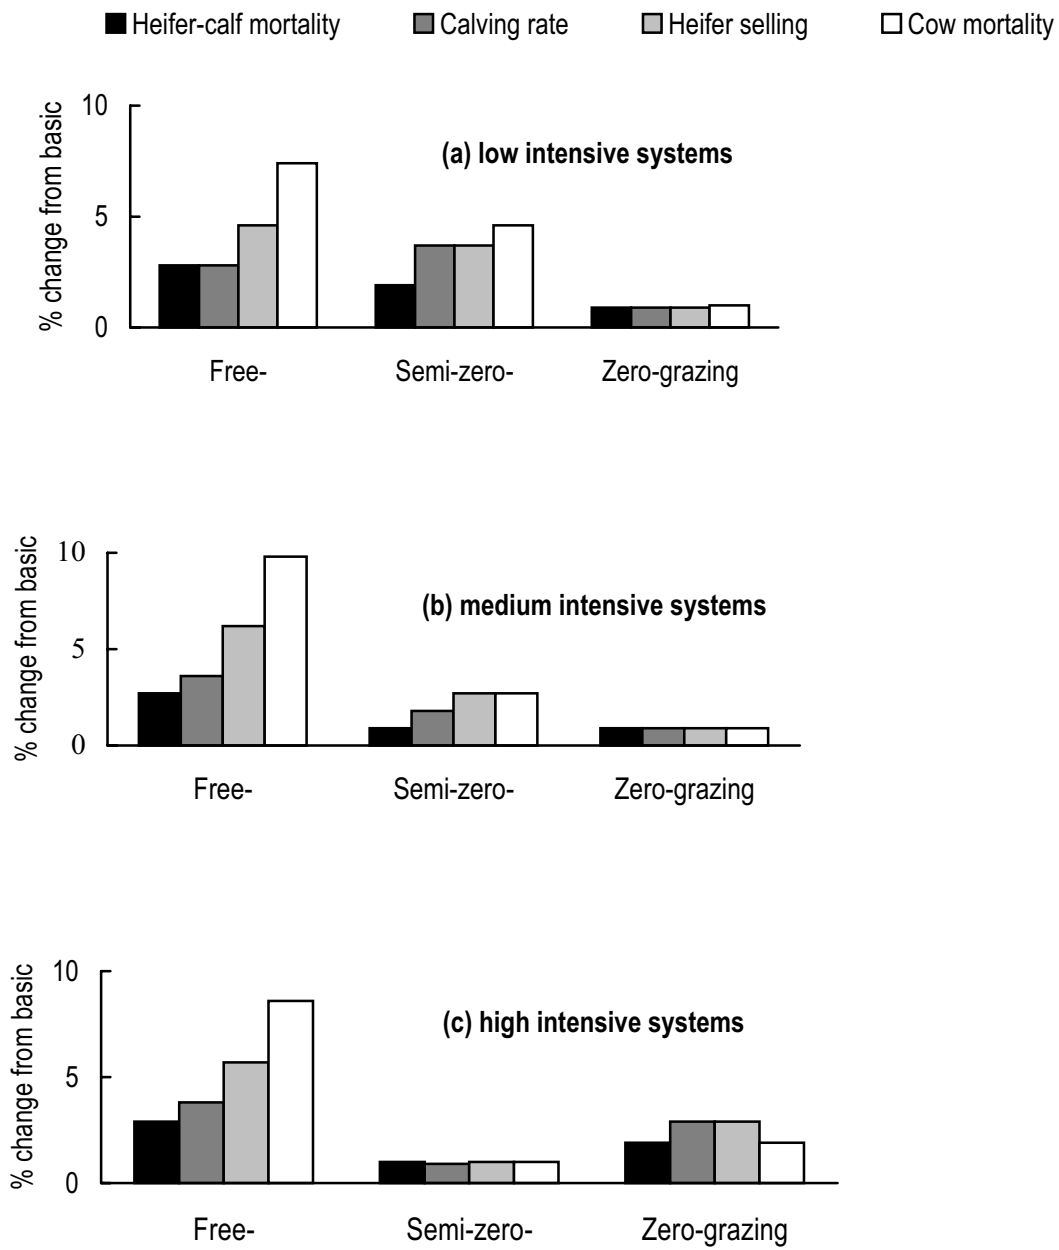 Heifer-calf mortality Calving rate Heifer selling Cow mortality
% change from basic
10
5
0
(a) low intensive systems
Free- Semi-zero- Zero-grazing
% change from basic
10
5
0
(b) medium intensive systems
Free- Semi-zero- Zero-grazing
% change from basic
10
5
0
(c) high intensive systems
Free- Semi-zero- Zero-grazing